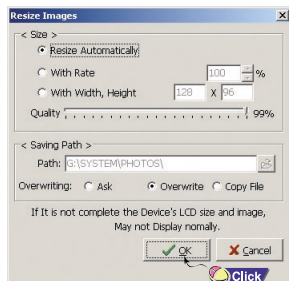 Resize Images
< Size >
Resize Automatically
With Rate 100 %
With Width, Height 128 X 96
Quality 99%
< Saving Path >
Path: G:\SYSTEM\PHOTOS\
Overwriting: Ask Overwrite Copy File
If It is not complete the Device's LCD size and image,
May not Display nomally.
OK Cancel
Click